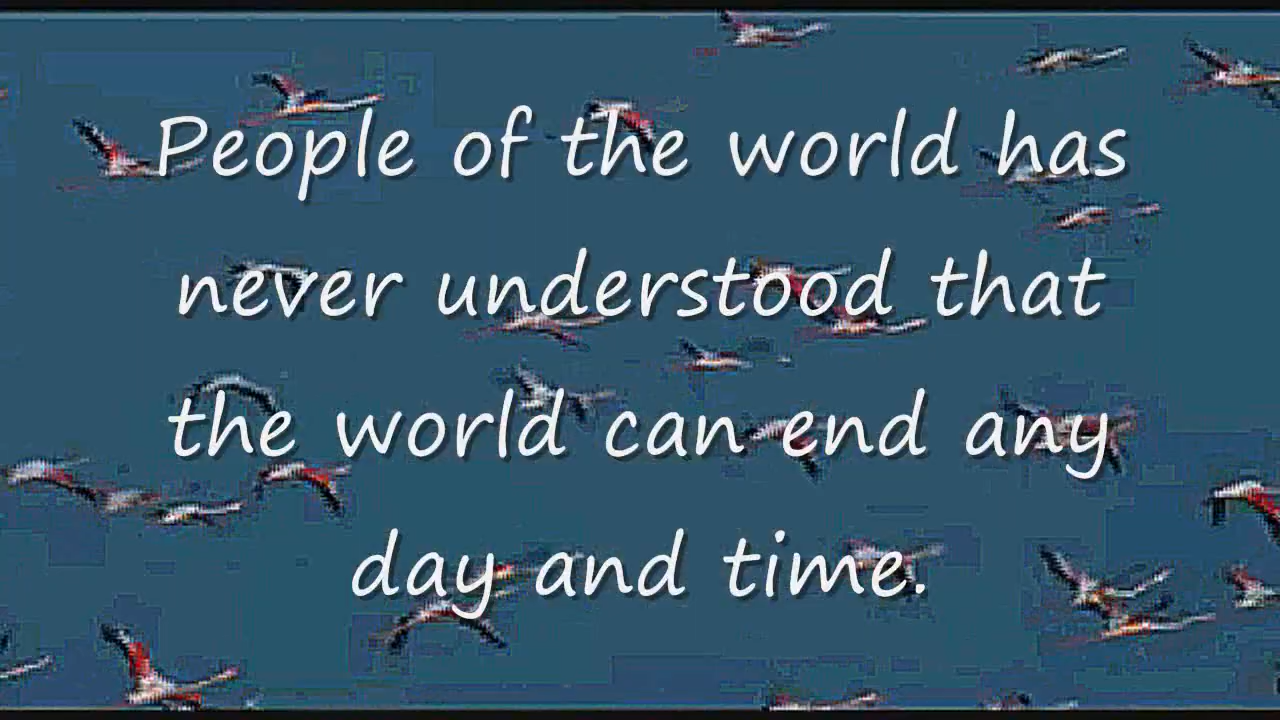 People of the world has
never understood that
the world can end any
day and time.